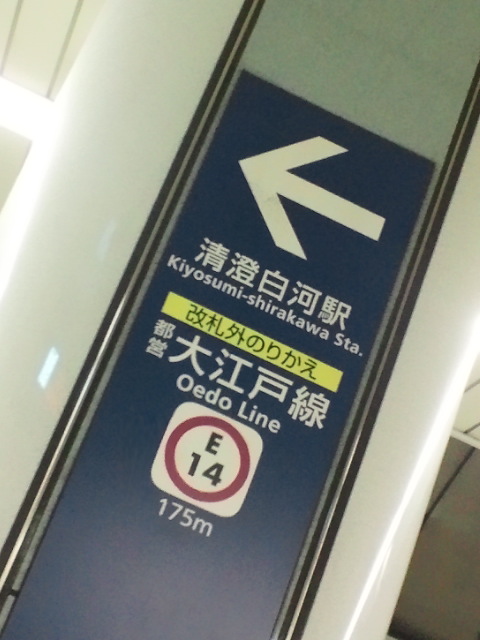 清澄白河駅
Kiyosumi-shirakawa Sta.
改札外のりかえ
都営 大江戸線
Oedo Line
E
14
175m